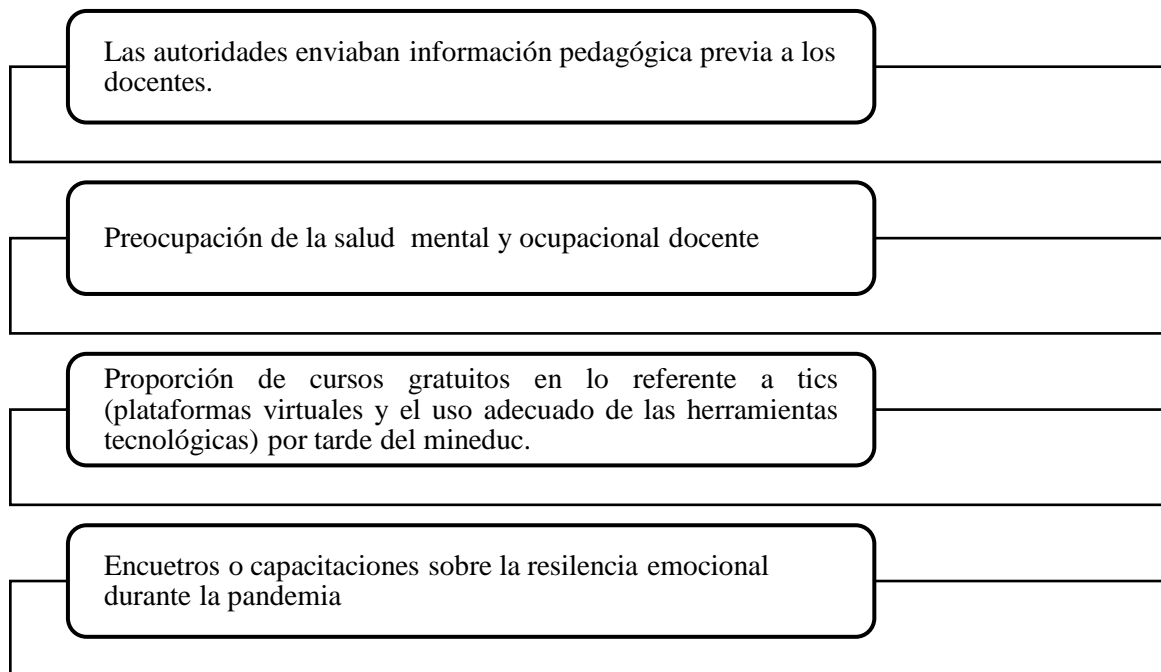 Las autoridades enviaban información pedagógica previa a los
docentes.
Preocupación de la salud mental y ocupacional docente
Proporción de cursos gratuitos en lo referente a tics
(plataformas virtuales y el uso adecuado de las herramientas
tecnológicas) por tarde del mineduc.
Encuetros o capacitaciones sobre la resilencia emocional
durante la pandemia